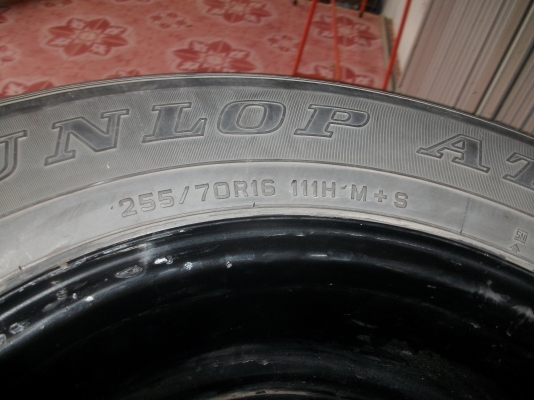 UNLOP AT
255/70R16 111H M+S